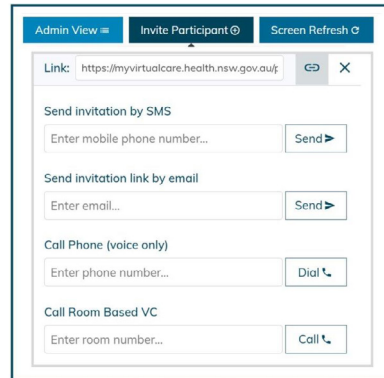 Admin View
Invite Participant
Screen Refresh
Link: https://myvirtualcare.health.nsw.gov.au/p
Send invitation by SMS
Enter mobile phone number... Send
Send invitation link by email
Enter email... Send
Call Phone (voice only)
Enter phone number... Dial
Call Room Based VC
Enter room number... Call